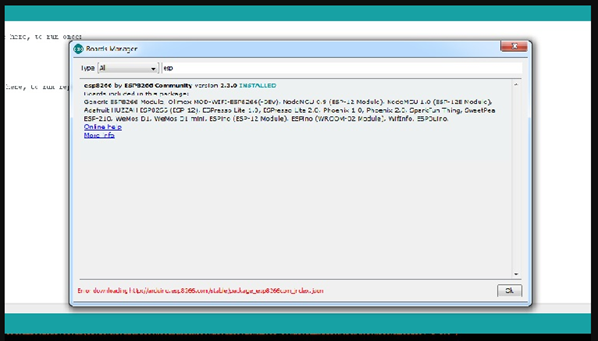 here, to run once:
here, to run rep
Boards Manager
Type All esp
esp8266 by ESP8266 Community version 2.3.0 INSTALLED
Boards included in this package:
Generic ESP8266 Module, Olimex MOD-WIFI-ESP8266(-DEV), NodeMCU 0.9 (ESP-12 Module), NodeMCU 1.0 (ESP-12E Module),
Adafruit HUZZAH ESP8266 (ESP-12), ESPresso Lite 1.0, ESPresso Lite 2.0, Phoenix 1.0, Phoenix 2.0, SparkFun Thing, SweetPea
ESP-210, WeMos D1, WeMos D1 mini, ESPino (ESP-12 Module), ESPino (WROOM-02 Module), WifInfo, ESPDuino.
Online help
More info
Error downloading http://arduino.esp8266.com/stable/package_esp8266com_index.json
Ok